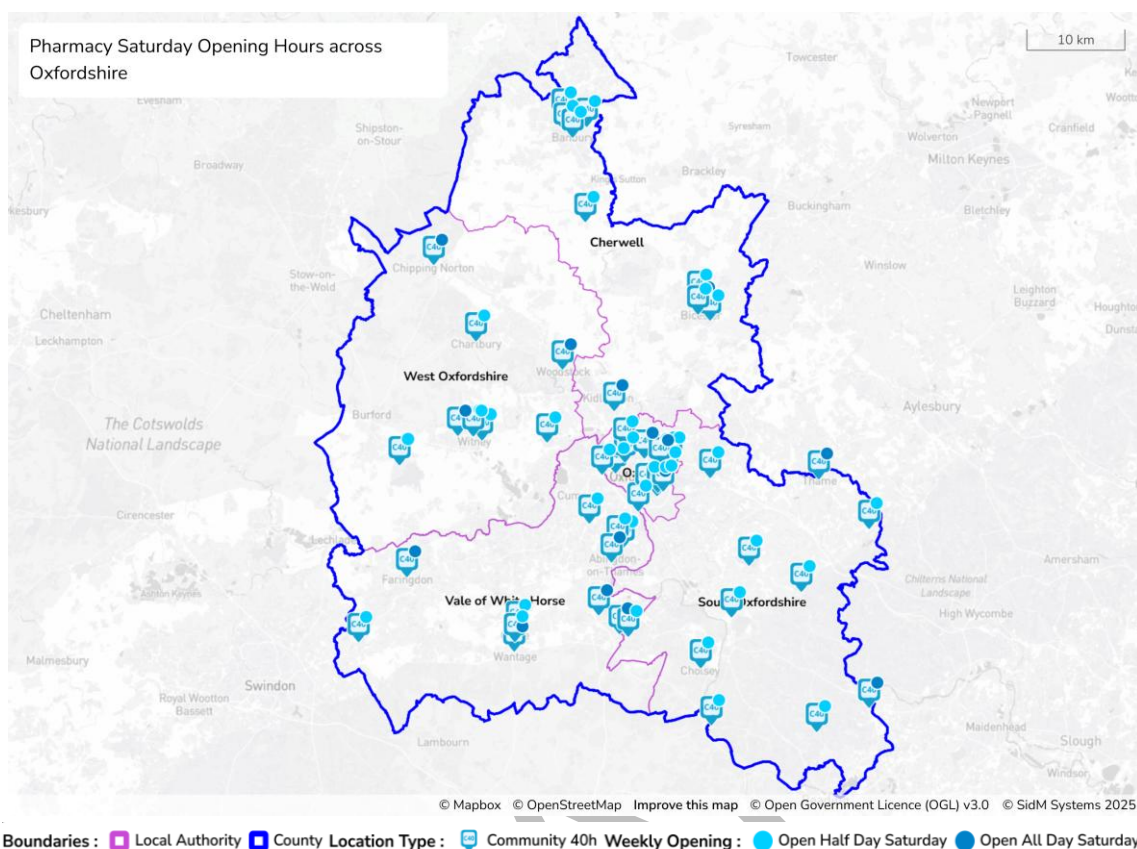 Pharmacy Saturday Opening Hours across
Oxfordshire
10 km
Towcester
Evesham
Newport
Pagnell
Cranfield
Shipston-
on-Stour
Syresham
Wolverton
Banbury
Milton Keynes
Broadway
Brackley
Buckingham
Bletchley
Cherwell
Chipping Norton
Winslow
Stow-on-
the-Wold
Leighton
Buzzard
Cheltenham
Leckhampton
Bicester
Charlbury
Woodstock
West Oxfordshire
Burford
Aylesbury
The Cotswolds
National Landscape
Witney
Thame
Cirencester
Abingdon-
on-Thames
Amersham
Faringdon
Chilterns National
Landscape
High Wycombe
Vale of White Horse
South Oxfordshire
Wantage
Cholsey
Malmesbury
Swindon
Royal Wootton
Bassett
Maidenhead
Slough
Lambourn
Windsor
© Mapbox © OpenStreetMap Improve this map © Open Government Licence (OGL) v3.0 © SidM Systems 2025
Boundaries : Local Authority County Location Type : C40 Community 40h Weekly Opening : Open Half Day Saturday Open All Day Saturday